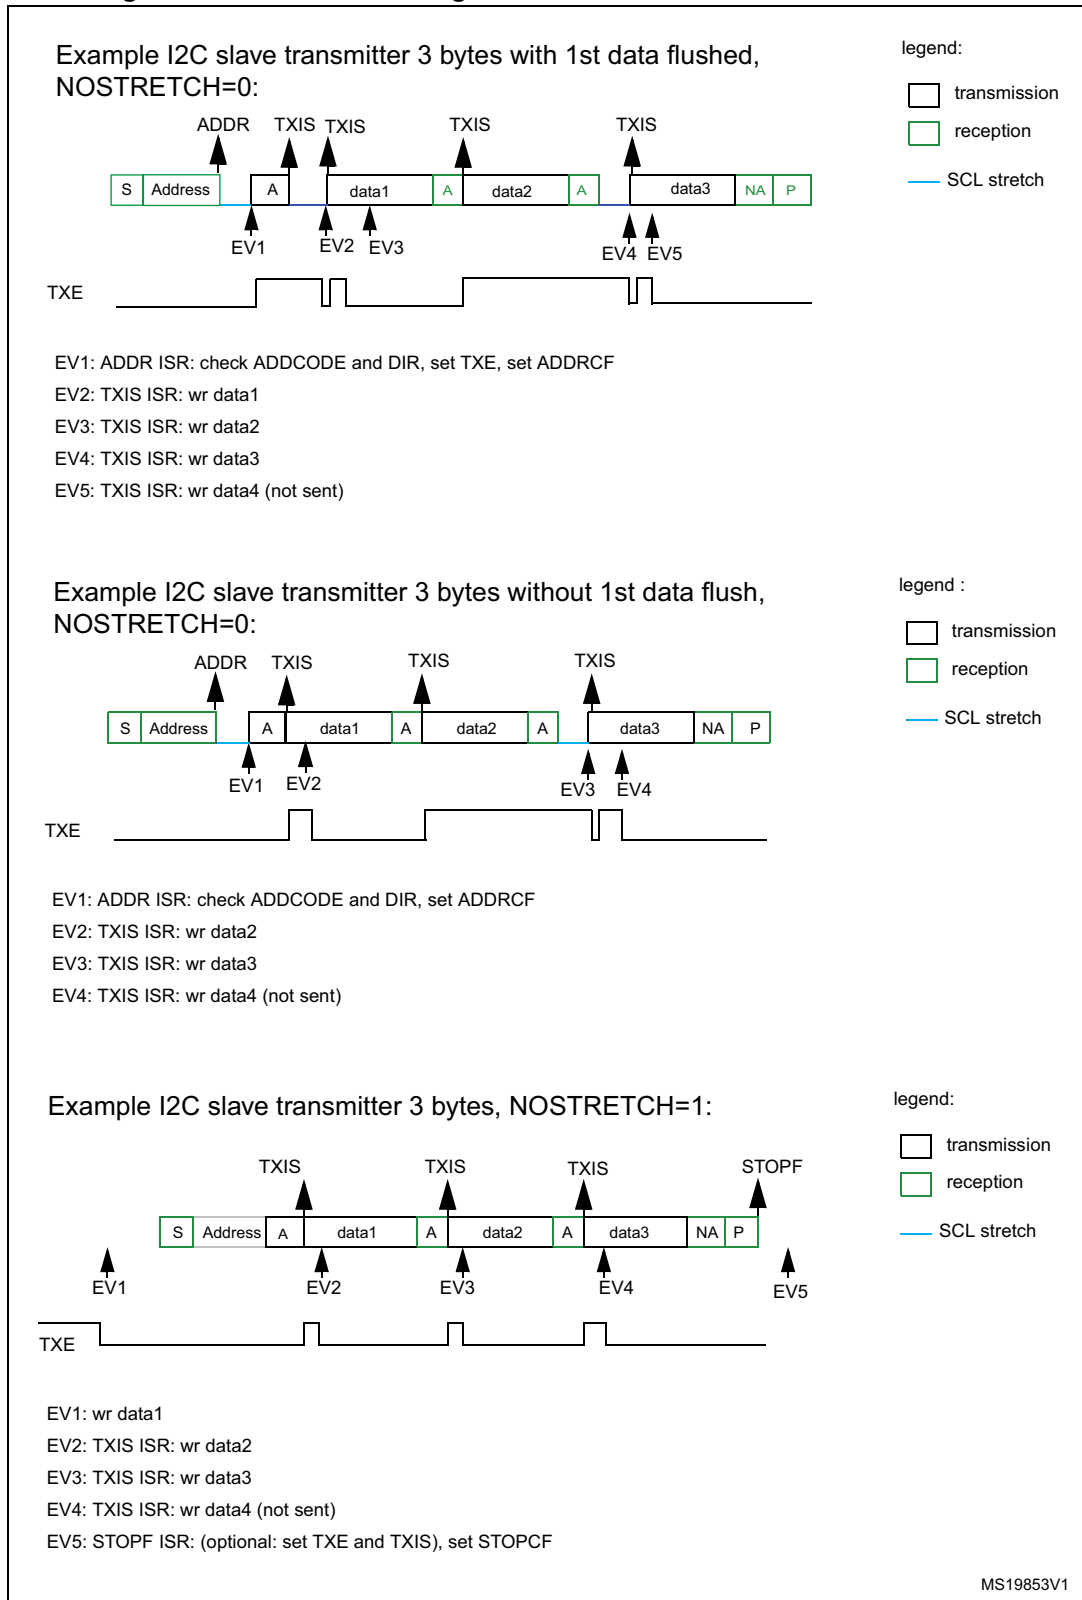 Example I2C slave transmitter 3 bytes with 1st data flushed,
NOSTRETCH=0:
legend:
transmission
reception
SCL stretch
ADDR TXIS TXIS TXIS TXIS
S Address A data1 A data2 A data3 NA P
EV1 EV2 EV3 EV4 EV5
TXE
EV1: ADDR ISR: check ADDCODE and DIR, set TXE, set ADDRCF
EV2: TXIS ISR: wr data1
EV3: TXIS ISR: wr data2
EV4: TXIS ISR: wr data3
EV5: TXIS ISR: wr data4 (not sent)
Example I2C slave transmitter 3 bytes without 1st data flush,
NOSTRETCH=0:
legend :
transmission
reception
SCL stretch
ADDR TXIS TXIS TXIS
S Address A data1 A data2 A data3 NA P
EV1 EV2 EV3 EV4
TXE
EV1: ADDR ISR: check ADDCODE and DIR, set ADDRCF
EV2: TXIS ISR: wr data2
EV3: TXIS ISR: wr data3
EV4: TXIS ISR: wr data4 (not sent)
Example I2C slave transmitter 3 bytes, NOSTRETCH=1:
legend:
transmission
reception
SCL stretch
TXIS TXIS TXIS STOPF
S Address A data1 A data2 A data3 NA P
EV1 EV2 EV3 EV4 EV5
TXE
EV1: wr data1
EV2: TXIS ISR: wr data2
EV3: TXIS ISR: wr data3
EV4: TXIS ISR: wr data4 (not sent)
EV5: STOPF ISR: (optional: set TXE and TXIS), set STOPCF
MS19853V1